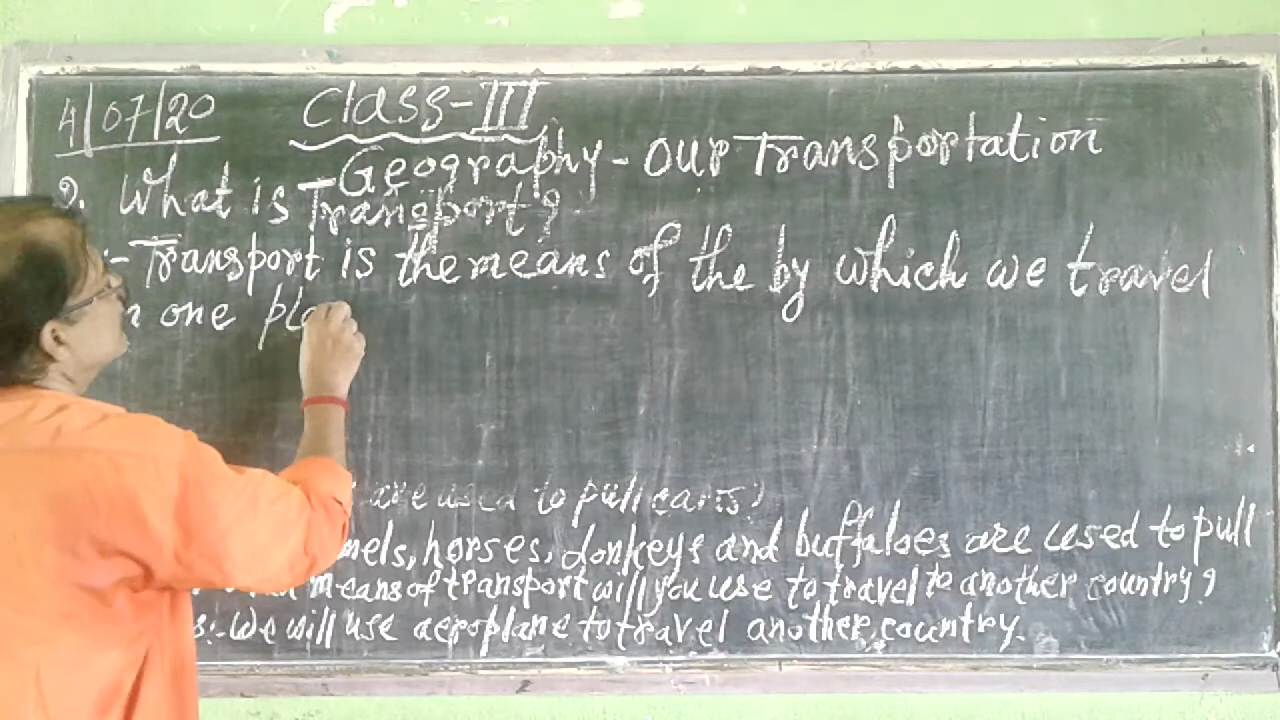 4/07/20 Class-III
Geography - Our Transportation
Q. What is Transport?
:- Transport is the means of the by which we travel
one pla
are used to pull carts?
mels, horses, donkeys and buffaloes are used to pull
means of transport will you use to travel to another country?
s:- We will use aeroplane to travel another country.